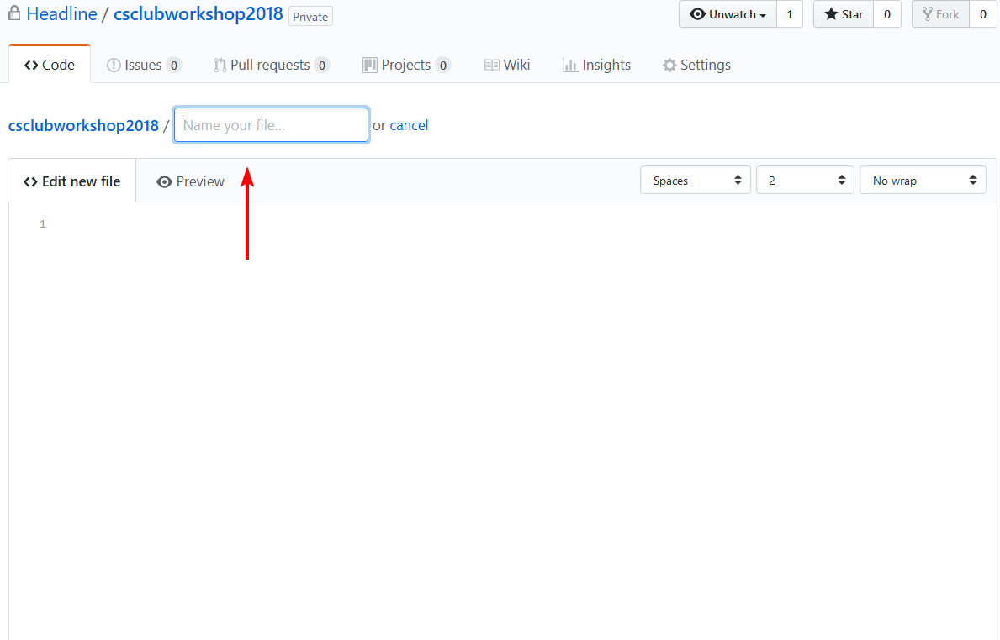 Headline / csclubworkshop2018 Private Unwatch 1 Star 0 Fork 0
Code Issues 0 Pull requests 0 Projects 0 Wiki Insights Settings
csclubworkshop2018 / Name your file... or cancel
Edit new file Preview Spaces 2 No wrap
1